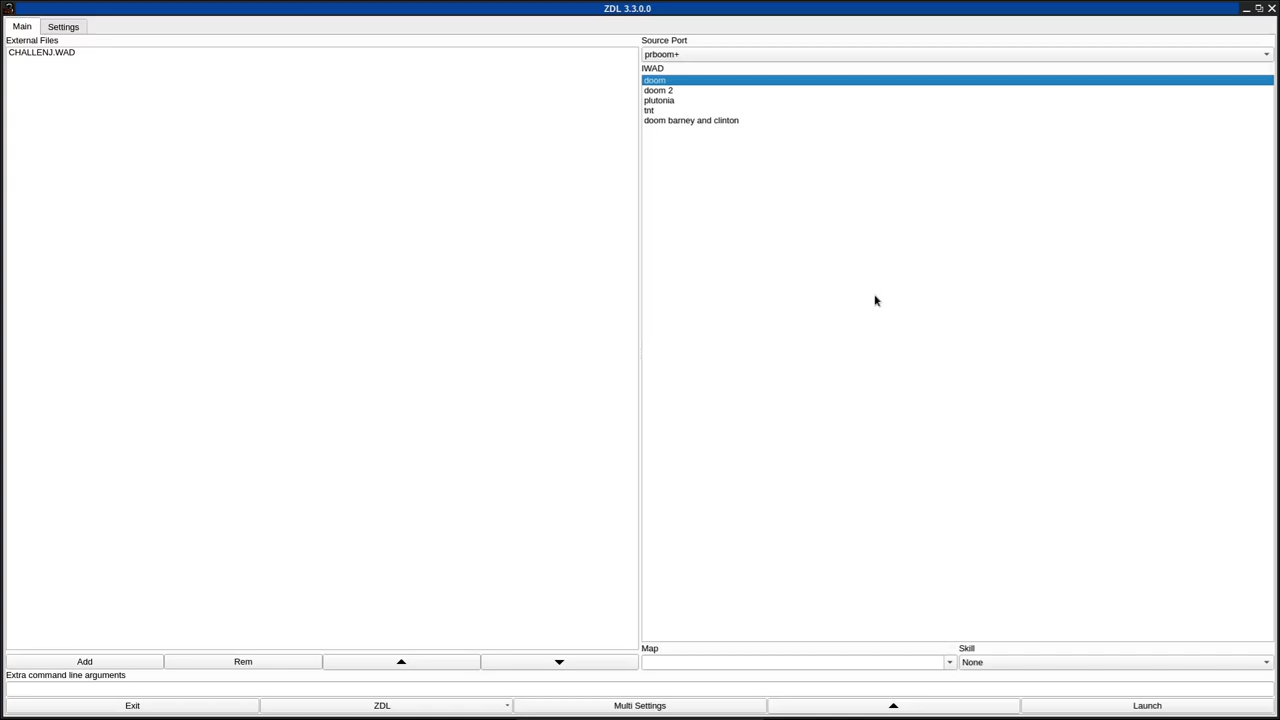 ZDL 3.3.0.0
Main Settings
External Files
CHALLENJ.WAD
Source Port
prboom+
IWAD
doom
doom 2
plutonia
tnt
doom barney and clinton
Map
Skill
None
Add
Rem
Extra command line arguments
Exit
ZDL
Multi Settings
Launch